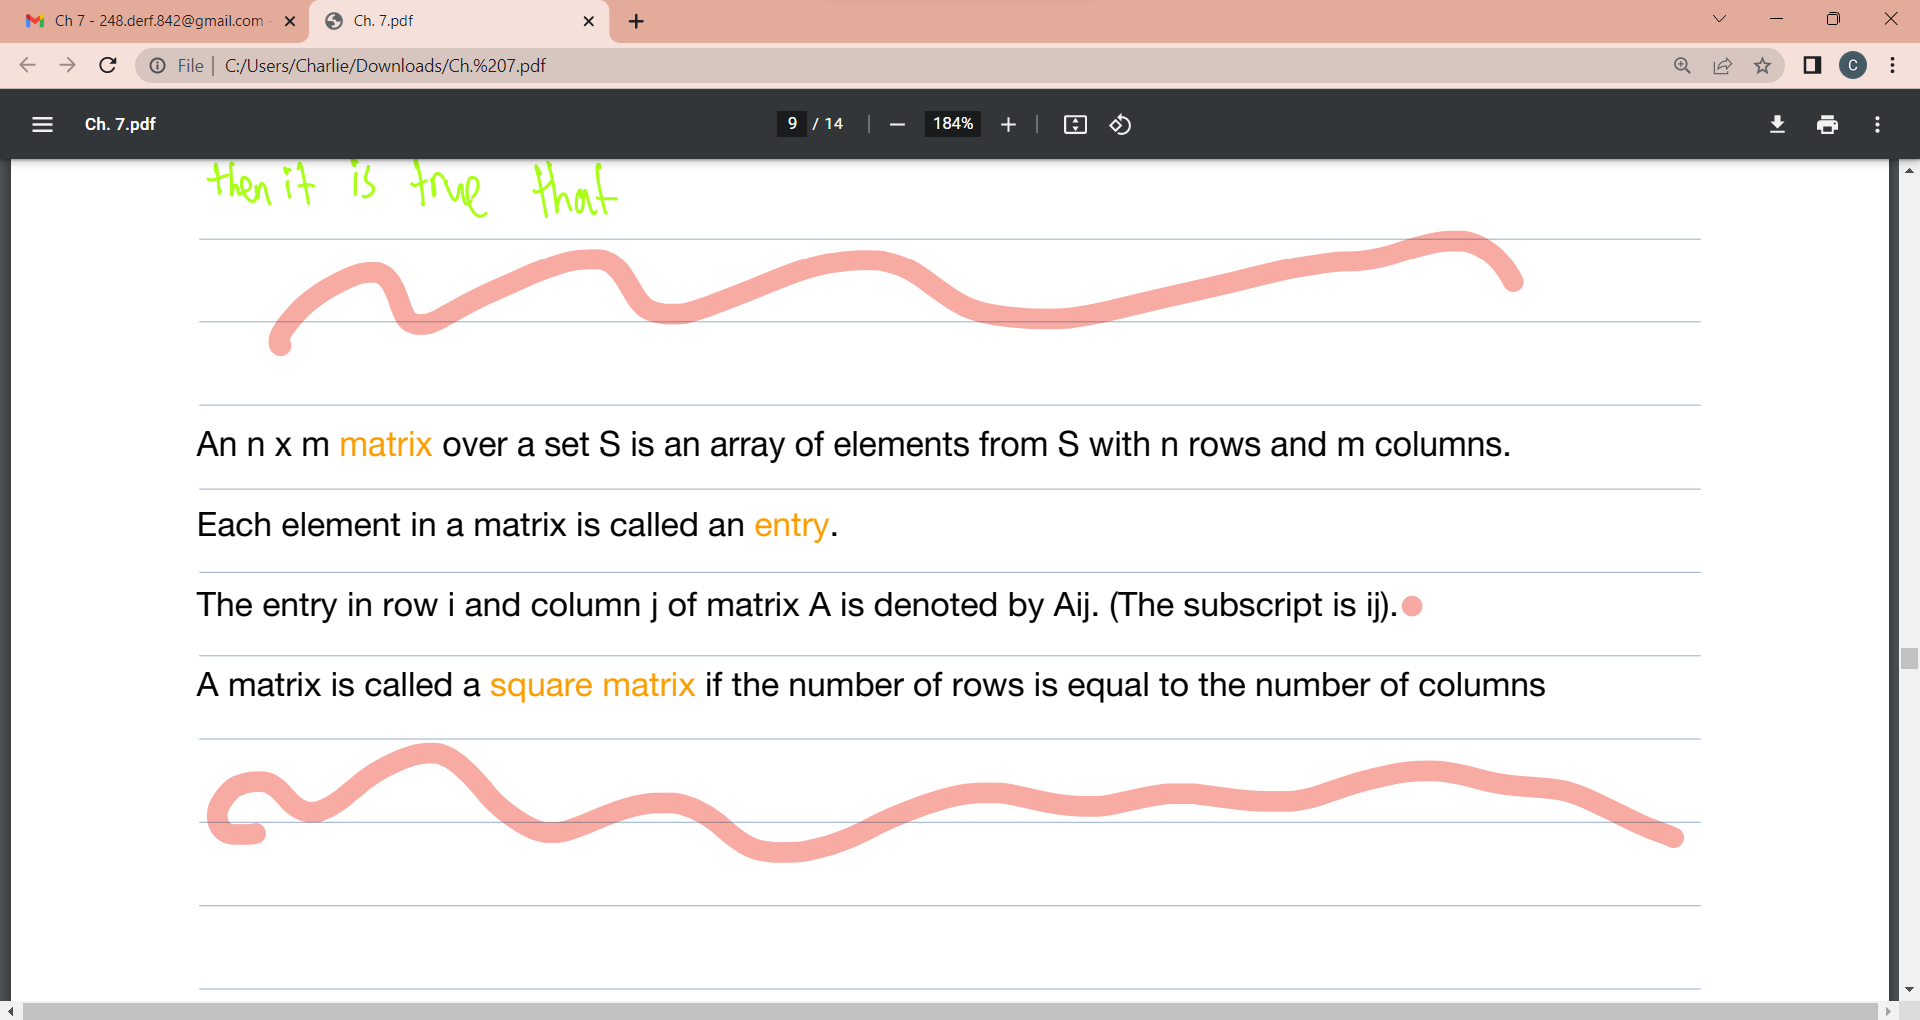 Ch 7 - 248.derf.842@gmail.com
Ch. 7.pdf
File
C:/Users/Charlie/Downloads/Ch.%207.pdf
C
Ch. 7.pdf
9 / 14
184%
then it is true that
An n x m matrix over a set S is an array of elements from S with n rows and m columns.
Each element in a matrix is called an entry.
The entry in row i and column j of matrix A is denoted by Aij. (The subscript is ij).
A matrix is called a square matrix if the number of rows is equal to the number of columns